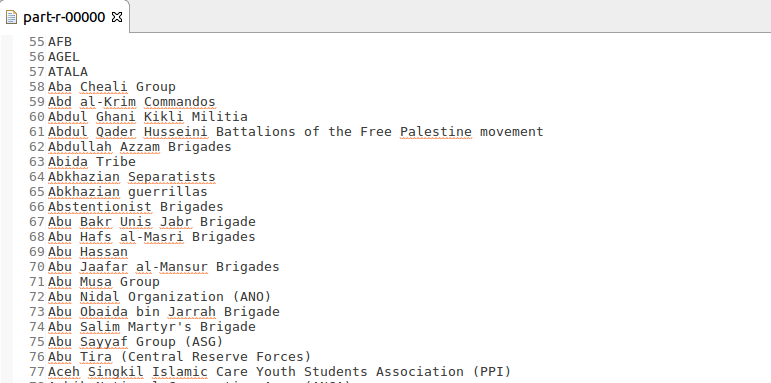 part-r-00000
55 AFB
56 AGEL
57 ATALA
58 Aba Cheali Group
59 Abd al-Krim Commandos
60 Abdul Ghani Kikli Militia
61 Abdul Qader Husseini Battalions of the Free Palestine movement
62 Abdullah Azzam Brigades
63 Abida Tribe
64 Abkhazian Separatists
65 Abkhazian guerrillas
66 Abstentionist Brigades
67 Abu Bakr Unis Jabr Brigade
68 Abu Hafs al-Masri Brigades
69 Abu Hassan
70 Abu Jaafar al-Mansur Brigades
71 Abu Musa Group
72 Abu Nidal Organization (ANO)
73 Abu Obaida bin Jarrah Brigade
74 Abu Salim Martyr's Brigade
75 Abu Sayyaf Group (ASG)
76 Abu Tira (Central Reserve Forces)
77 Aceh Singkil Islamic Care Youth Students Association (PPI)